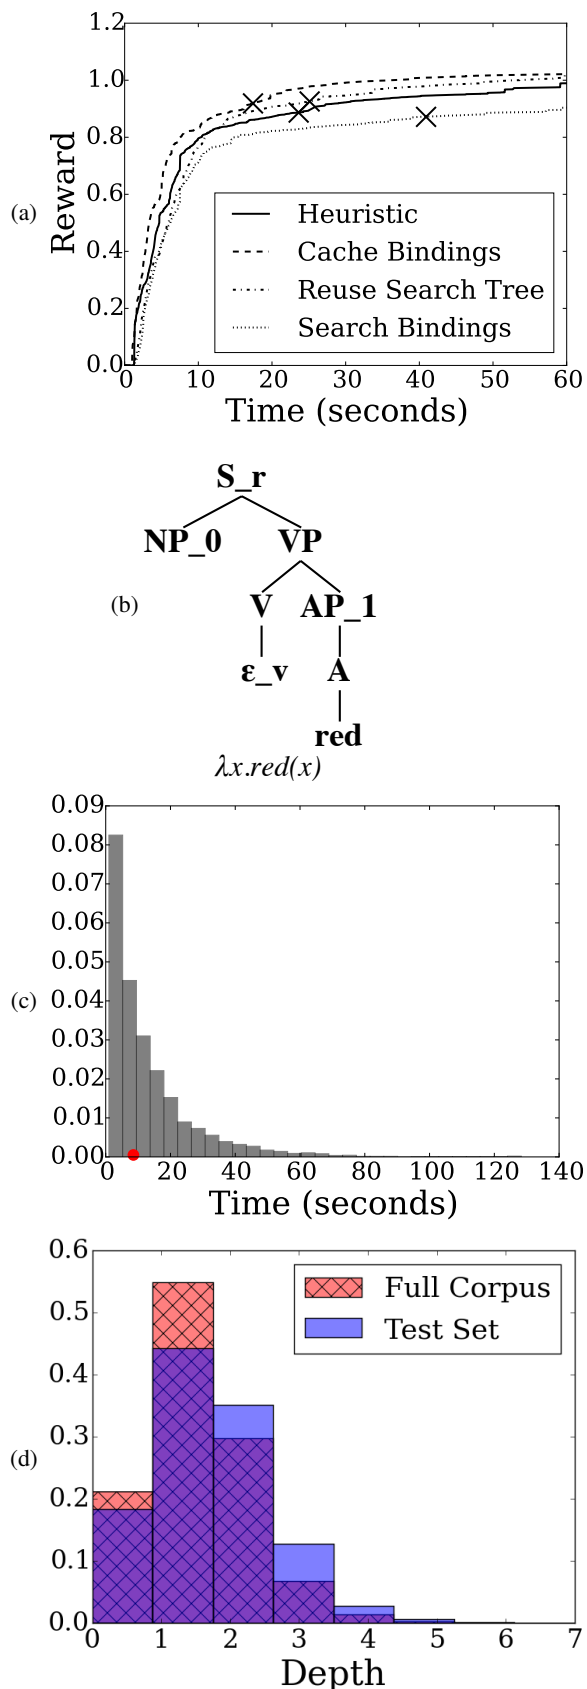 1.2
1.0
0.8
0.6
0.4
0.2
0.0
Reward
(a)
Heuristic
Cache Bindings
Reuse Search Tree
Search Bindings
0 10 20 30 40 50 60
Time (seconds)
S_r
NP_0 VP
(b)
V AP_1
ε_v A
red
λx.red(x)
0.09
0.08
0.07
0.06
0.05
0.04
(c)
0.03
0.02
0.01
0.00
0 20 40 60 80 100 120 140
Time (seconds)
0.6
0.5
0.4
0.3
0.2
0.1
0.0
Full Corpus
Test Set
(d)
0 1 2 3 4 5 6 7
Depth